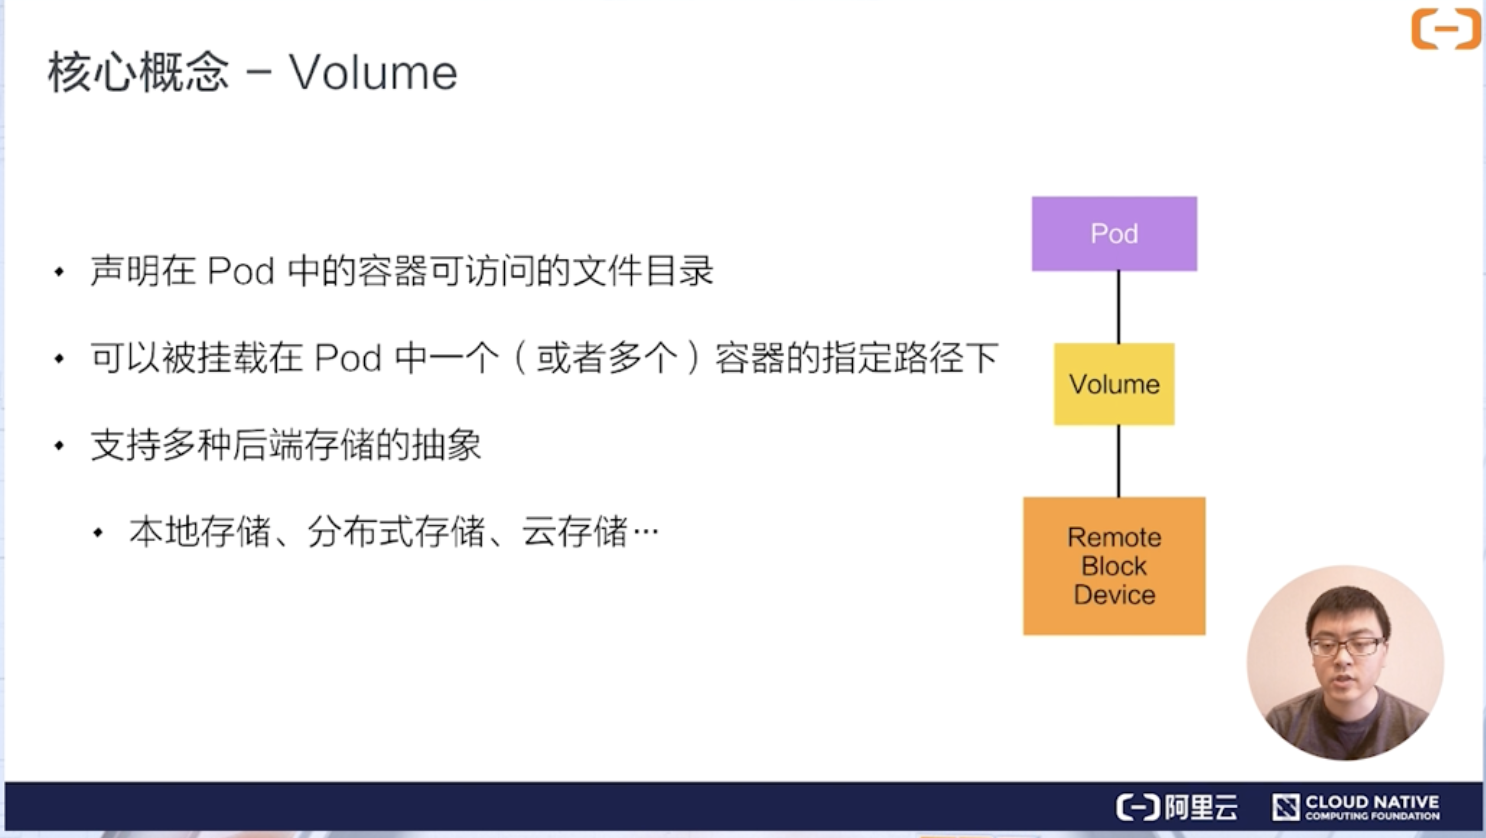 核心概念 – Volume
• 声明在 Pod 中的容器可访问的文件目录
• 可以被挂载在 Pod 中一个（或者多个）容器的指定路径下
• 支持多种后端存储的抽象
• 本地存储、分布式存储、云存储…
Pod
Volume
Remote
Block
Device
阿里云
CLOUD NATIVE
COMPUTING FOUNDATION